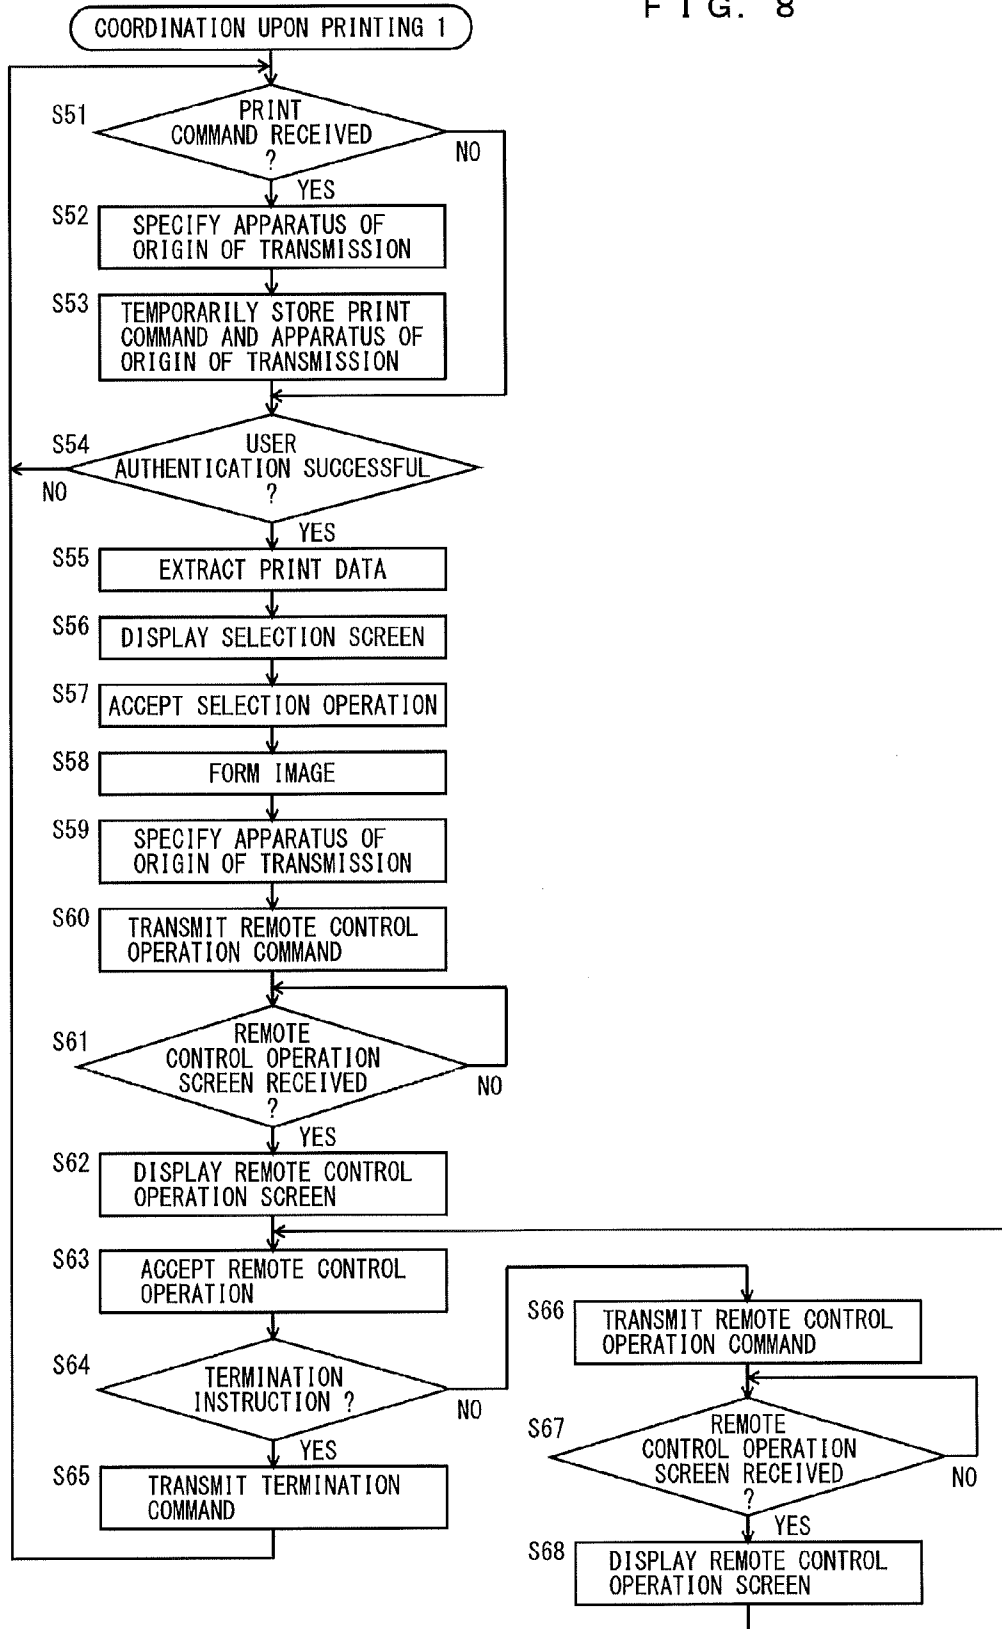 FIG. 8
COORDINATION UPON PRINTING 1
S51
PRINT
COMMAND RECEIVED
?
NO
YES
S52
SPECIFY APPARATUS OF
ORIGIN OF TRANSMISSION
S53
TEMPORARILY STORE PRINT
COMMAND AND APPARATUS OF
ORIGIN OF TRANSMISSION
S54
USER
AUTHENTICATION SUCCESSFUL
?
NO
YES
S55
EXTRACT PRINT DATA
S56
DISPLAY SELECTION SCREEN
S57
ACCEPT SELECTION OPERATION
S58
FORM IMAGE
S59
SPECIFY APPARATUS OF
ORIGIN OF TRANSMISSION
S60
TRANSMIT REMOTE CONTROL
OPERATION COMMAND
S61
REMOTE
CONTROL OPERATION
SCREEN RECEIVED
?
NO
YES
S62
DISPLAY REMOTE CONTROL
OPERATION SCREEN
S63
ACCEPT REMOTE CONTROL
OPERATION
S64
TERMINATION
INSTRUCTION ?
NO
YES
S65
TRANSMIT TERMINATION
COMMAND
S66
TRANSMIT REMOTE CONTROL
OPERATION COMMAND
S67
REMOTE
CONTROL OPERATION
SCREEN RECEIVED
?
NO
YES
S68
DISPLAY REMOTE CONTROL
OPERATION SCREEN